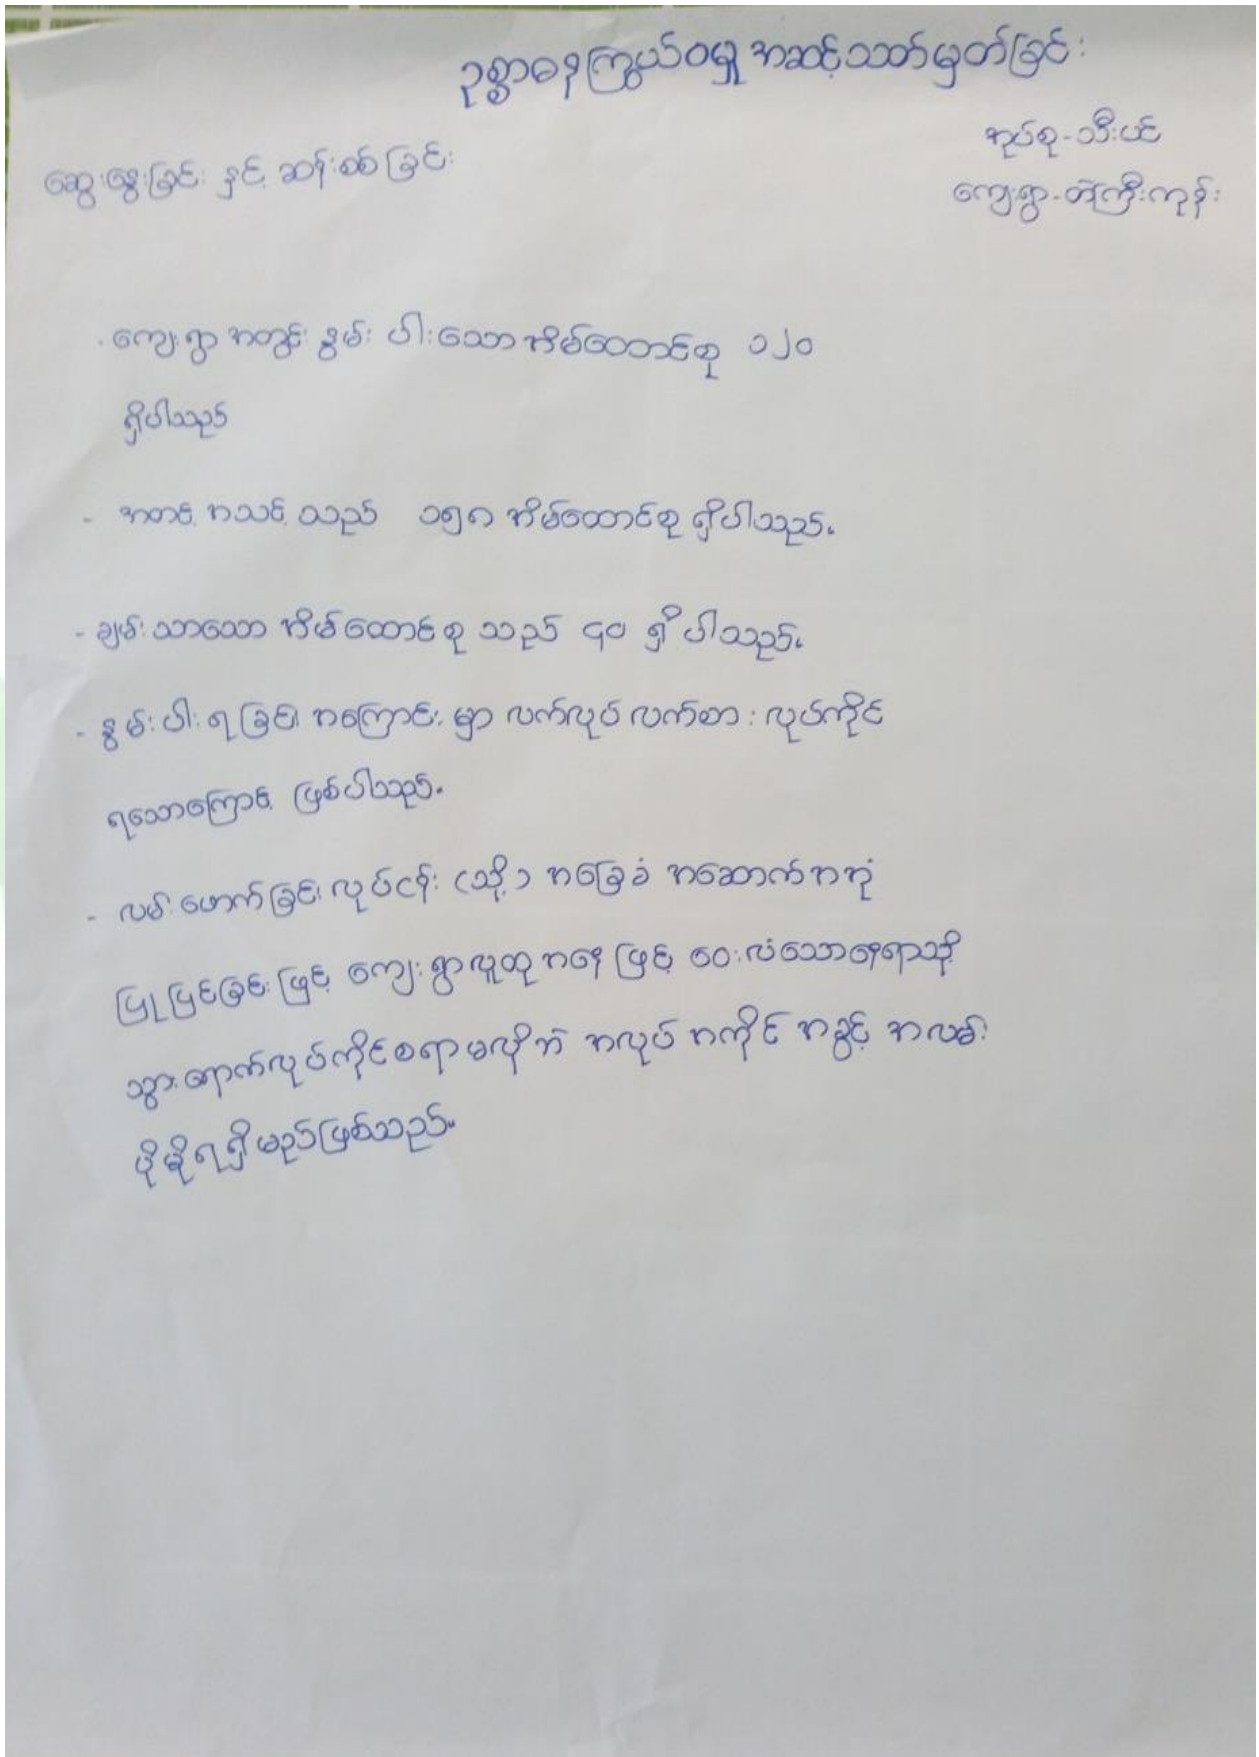 ဥစ္စာဓနကြွယ်ဝမှု အဆင့်သတ်မှတ်ခြင်း
အုပ်စု-သီးပင်
ဆွေးနွေးခြင်း နှင့် ဆန်းစစ်ခြင်း
ကျေးရွာ-တဲကြီးကုန်း
ကျေးရွာ အတွင်း နွမ်း ပါးသော အိမ်ထောင်စု ၁၂၀
ရှိပါသည်
- အတင့် အသင့် သည် ၁၅၈ အိမ်ထောင်စု ရှိပါသည်။
- ချမ်းသာသော အိမ်ထောင်စု သည် ၄၀ ရှိ ပါသည်။
- နွမ်းပါးရခြင်း အကြောင်း မှာ လက်လုပ် လက်စား လုပ်ကိုင်
ရသောကြောင့် ဖြစ်ပါသည်။
- လမ်းဖောက်ခြင်း လုပ်ငန်း (သို့) အခြေခံ အဆောက်အအုံ
ပြုပြင်ခြင်းဖြင့် ကျေးရွာလူထု အနေ ဖြင့် ဝေးလံသောနေရာသို့
သွားရောက်လုပ်ကိုင်စရာမလိုဘဲ အလုပ် အကိုင် အခွင့် အလမ်း
ပိုမိုရရှိမည်ဖြစ်သည်။